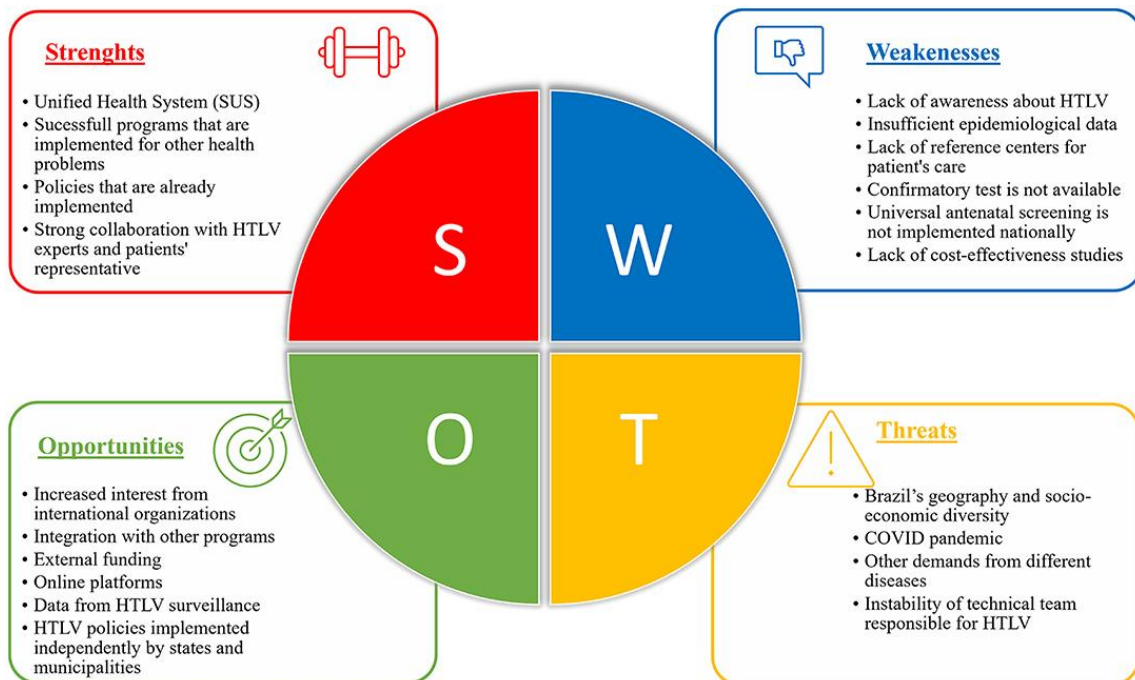 Strenghts
• Unified Health System (SUS)
• Sucessfull programs that are
implemented for other health
problems
• Policies that are already
implemented
• Strong collaboration with HTLV
experts and patients'
representative
Weakenesses
• Lack of awareness about HTLV
• Insufficient epidemiological data
• Lack of reference centers for
patient's care
• Confirmatory test is not available
• Universal antenatal screening is
not implemented nationally
• Lack of cost-effectiveness studies
S
W
O
T
Opportunities
• Increased interest from
international organizations
• Integration with other programs
• External funding
• Online platforms
• Data from HTLV surveillance
• HTLV policies implemented
independently by states and
municipalities
Threats
• Brazil’s geography and socio-
economic diversity
• COVID pandemic
• Other demands from different
diseases
• Instability of technical team
responsible for HTLV